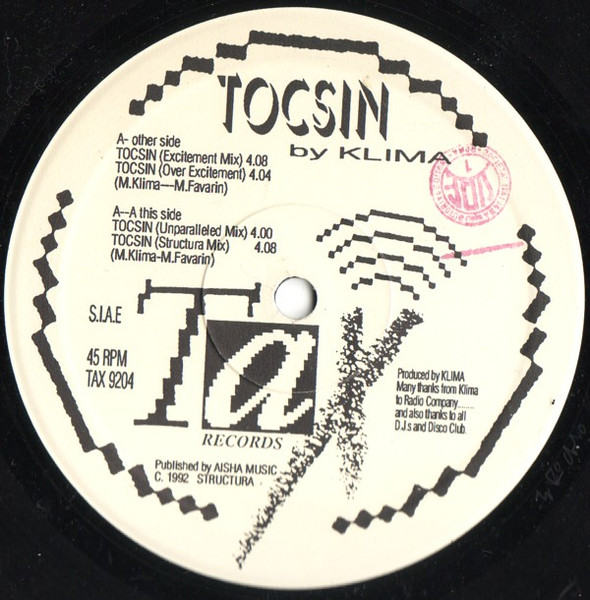 TOCSIN
by KLIMA
A- other side
TOCSIN (Excitement Mix) 4.08
TOCSIN (Over Excitement) 4.04
(M.Klima---M.Favarin)
A--A this side
TOCSIN (Unparalleled Mix) 4.00
TOCSIN (Structura Mix) 4.08
(M.Klima-M.Favarin)
S.I.A.E
45 RPM
TAX 9204
Tax
RECORDS
Produced by KLIMA
Many thanks from Klima
to Radio Company........
and also thanks to all
D.J.s and Disco Club.
Published by AISHA MUSIC
C. 1992 STRUCTURA